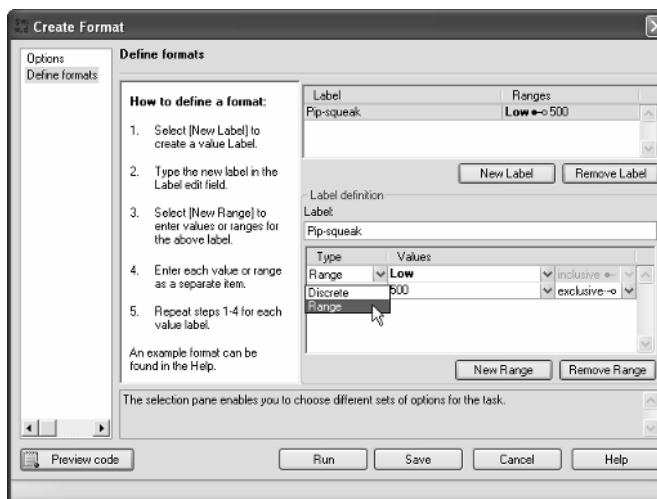 Create Format
Options
Define formats
Define formats
How to define a format:
1. Select [New Label] to
create a value Label.
2. Type the new label in the
Label edit field.
3. Select [New Range] to
enter values or ranges for
the above label.
4. Enter each value or range
as a separate item.
5. Repeat steps 1-4 for each
value label.
An example format can be
found in the Help.
Label Ranges
Pip-squeak Low 500
New Label Remove Label
Label definition
Label:
Pip-squeak
Type Values
Range Low inclusive
Discrete 500 exclusive
Range
New Range Remove Range
The selection pane enables you to choose different sets of options for the task.
Preview code Run Save Cancel Help